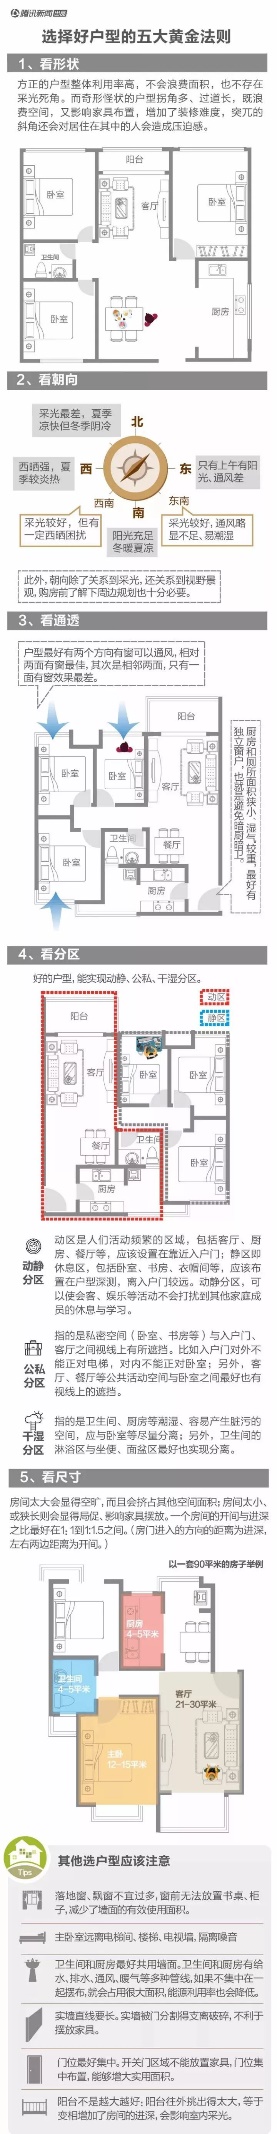 腾讯新闻出品
选择好户型的五大黄金法则
1、看形状
方正的户型整体利用率高，不会浪费面积，也不存在
采光死角。而奇形怪状的户型拐角多、过道长，既浪
费空间，又影响家具布置，增加了装修难度，突兀的
斜角还会对居住在其中的人会造成压迫感。
阳台
卧室
客厅
卧室
卫生间
卧室
厨房
2、看朝向
采光最差，夏季
凉快但冬季阴冷
北
西晒强，夏
季较炎热
西
东
只有上午有阳
光、通风差
西南
南
东南
采光较好，但有
一定西晒困扰
阳光充足
冬暖夏凉
采光较好，通风略
显不足、易潮湿
此外，朝向除了关系到采光，还关系到视野景
观，购房前了解下周边规划也十分必要。
3、看通透
户型最好有两个方向有窗可以通风，相对
两面有窗最佳，其次是相邻两面，只有一
面有窗效果最差。
阳台
卧室
卧室
客厅
卧室
卫生间
餐厅
厨房
厨房和厕所面积狭小、湿气较重，最好有
独立窗户，也就是避免暗厨暗卫。
4、看分区
好的户型，能实现动静、公私、干湿分区。
动区
静区
阳台
客厅
卧室
卧室
餐厅
卫生间
卧室
厨房
动静
分区
动区是人们活动频繁的区域，包括客厅、厨
房、餐厅等，应该设置在靠近入户门；静区即
休息区，包括卧室、书房、衣帽间等，应该布
置在户型深测，离入户门较远。动静分区，可
以使会客、娱乐等活动不会打扰到其他家庭成
员的休息与学习。
公私
分区
指的是私密空间（卧室、书房等）与入户门、
客厅之间视线上有所遮挡。比如入户门对外不
能正对电梯，对内不能正对卧室；另外，客
厅、餐厅等公共活动空间与卧室之间最好也有
视线上的遮挡。
干湿
分区
指的是卫生间、厨房等潮湿、容易产生脏污的
空间，应与卧室等尽量分离；另外，卫生间的
淋浴区与坐便、面盆区最好也实现分离。
5、看尺寸
房间太大会显得空旷，而且会挤占其他空间面积；房间太小、
或狭长则会显得局促、影响家具摆放。一个房间的开间与进深
之比最好在1：1到1:1.5之间。（房门进入的方向的距离为进深，
左右两边距离为开间。）
以一套90平米的房子举例
厨房
4-5平米
卫生间
4-5平米
客厅
21-30平米
主卧
12-15平米
Tips
其他选户型应该注意
落地窗、飘窗不宜过多，窗前无法放置书桌、柜
子，减少了墙面的有效使用面积。
主卧室远离电梯间、楼梯、电视墙，隔离噪音
卫生间和厨房最好共用墙面。卫生间和厨房有给
水、排水、通风、暖气等多种管线，如果不集中在一
起摆布，就会占用很大面积，能源利用率也会降低。
实墙直线要长。实墙被门分割得支离破碎，不利于
摆放家具。
门位最好集中。开关门区域不能放置家具，门位集
中布置，能够增大实用面积。
阳台不是越大越好；阳台往外挑出得太大，等于
变相增加了房间的进深，会影响室内采光。